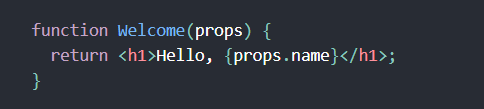 function Welcome(props) {
  return <h1>Hello, {props.name}</h1>;
}